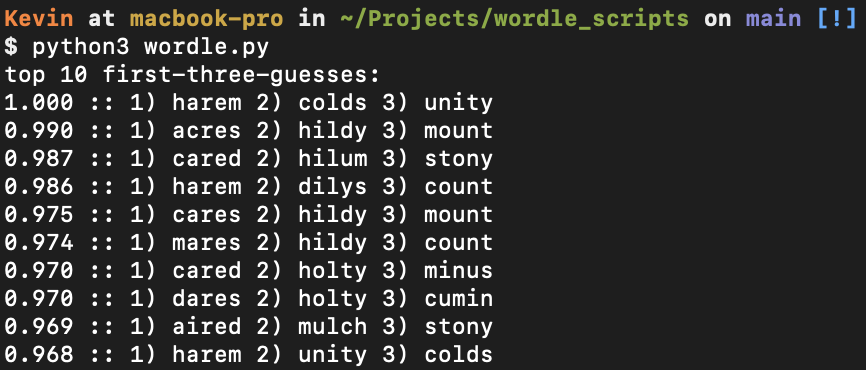 Kevin at macbook-pro in ~/Projects/wordle_scripts on main [!]
$ python3 wordle.py
top 10 first-three-guesses:
1.000 :: 1) harem 2) colds 3) unity
0.990 :: 1) acres 2) hildy 3) mount
0.987 :: 1) cared 2) hilum 3) stony
0.986 :: 1) harem 2) dilys 3) count
0.975 :: 1) cares 2) hildy 3) mount
0.974 :: 1) mares 2) hildy 3) count
0.970 :: 1) cared 2) holty 3) minus
0.970 :: 1) dares 2) holty 3) cumin
0.969 :: 1) aired 2) mulch 3) stony
0.968 :: 1) harem 2) unity 3) colds